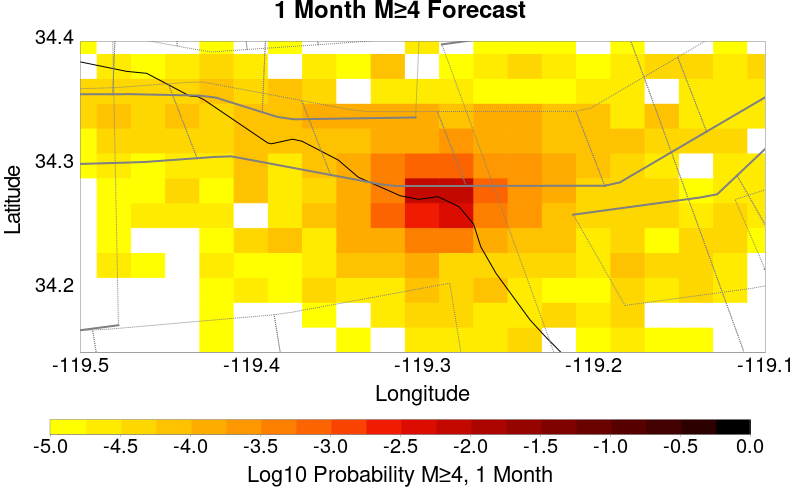 1 Month M≥4 Forecast
34.4
34.3
34.2
Latitude
-119.5 -119.4 -119.3 -119.2 -119.1
Longitude
-5.0 -4.5 -4.0 -3.5 -3.0 -2.5 -2.0 -1.5 -1.0 -0.5 0.0
Log10 Probability M≥4, 1 Month